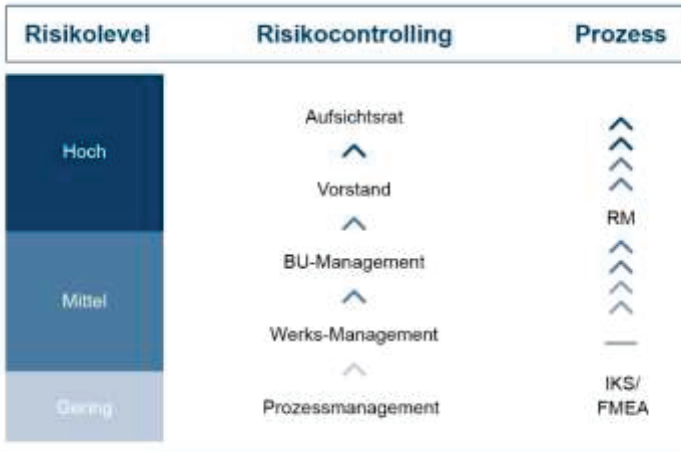 Risikolevel Risikocontrolling Prozess
Aufsichtsrat
Hoch
Vorstand
RM
BU-Management
Mittel
Werks-Management
IKS/
Gering Prozessmanagement FMEA